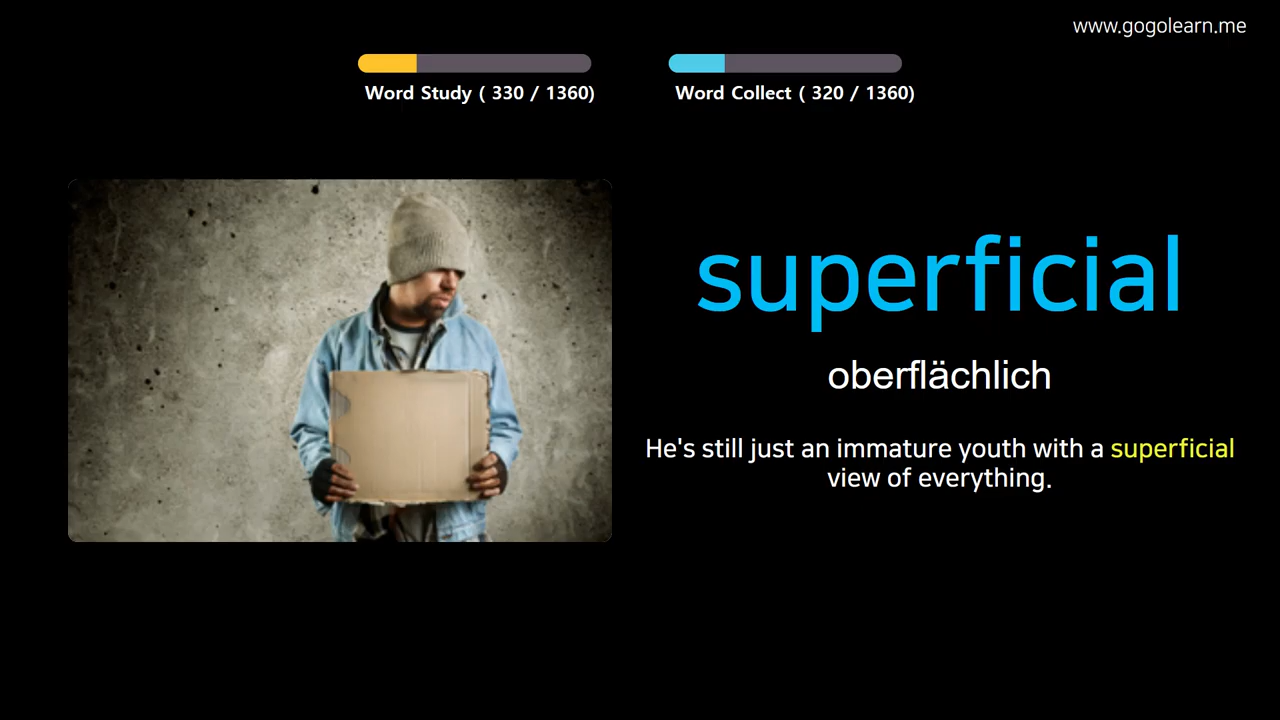 www.gogolearn.me
Word Study ( 330 / 1360)
Word Collect ( 320 / 1360)
superficial
oberflächlich
He's still just an immature youth with a superficial
view of everything.